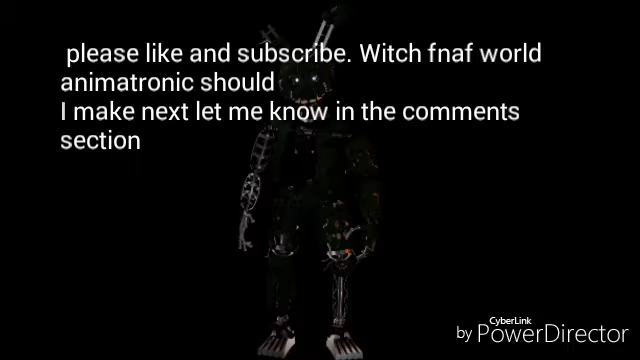 please like and subscribe. Witch fnaf world
animatronic should
I make next let me know in the comments
section
CyberLink
by PowerDirector